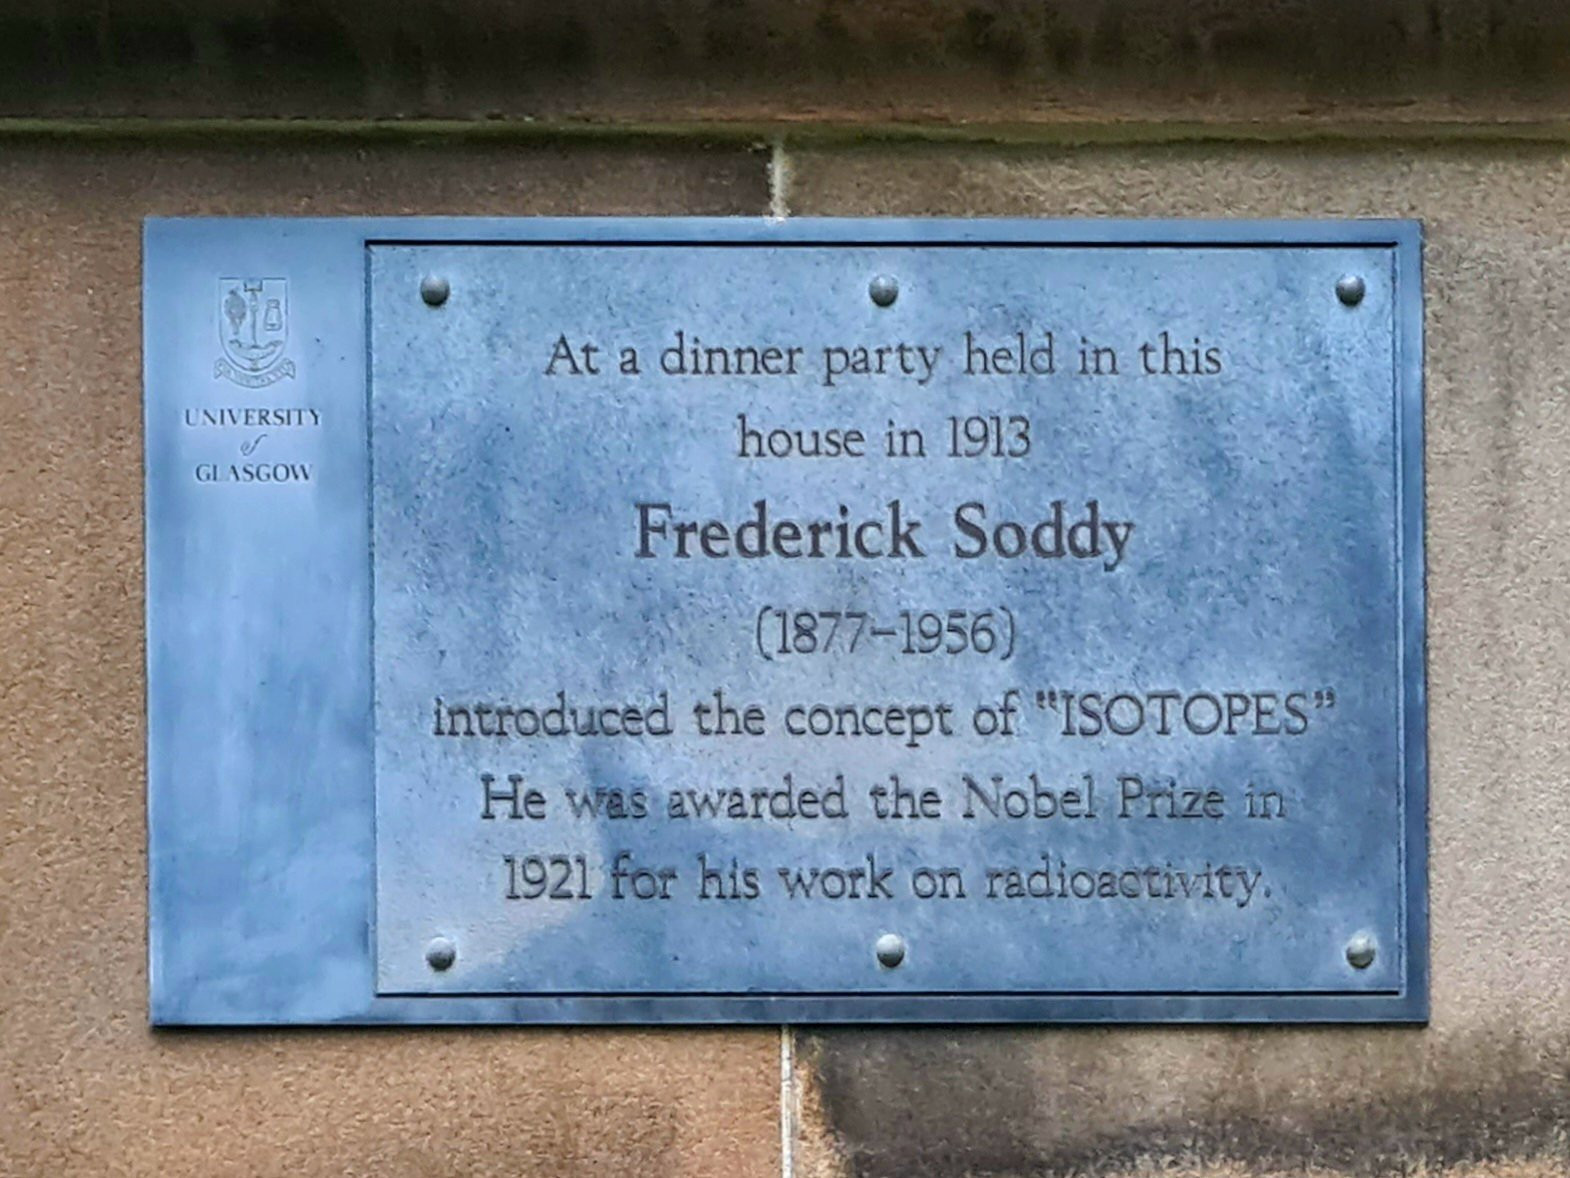 UNIVERSITY
of
GLASGOW
At a dinner party held in this
house in 1913
Frederick Soddy
(1877–1956)
introduced the concept of "ISOTOPES"
He was awarded the Nobel Prize in
1921 for his work on radioactivity.